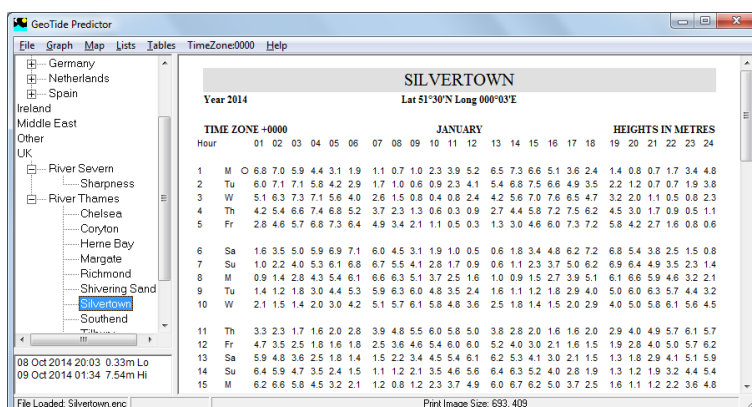 GeoTide Predictor
File Graph Map Lists Tables TimeZone:0000 Help
Germany
Netherlands
Spain
Ireland
Middle East
Other
UK
River Severn
Sharpness
River Thames
Chelsea
Coryton
Herne Bay
Margate
Richmond
Shivering Sand
Silvertown
Southend
Tilbury
08 Oct 2014 20:03 0.33m Lo
09 Oct 2014 01:34 7.54m Hi
SILVERTOWN
Year 2014 Lat 51°30'N Long 000°03'E
TIME ZONE +0000 JANUARY HEIGHTS IN METRES
Hour 01 02 03 04 05 06 07 08 09 10 11 12 13 14 15 16 17 18 19 20 21 22 23 24
1 M O 6.8 7.0 5.9 4.4 3.1 1.9 1.1 0.7 1.0 2.3 3.9 5.2 6.5 7.3 6.6 5.1 3.6 2.4 1.4 0.8 0.7 1.7 3.4 4.8
2 Tu 6.0 7.1 7.1 5.8 4.2 2.9 1.7 1.0 0.6 0.9 2.3 4.1 5.4 6.8 7.5 6.6 4.9 3.5 2.2 1.2 0.7 0.7 1.9 3.8
3 W 5.1 6.3 7.3 7.1 5.6 4.0 2.6 1.5 0.8 0.4 0.8 2.4 4.2 5.6 7.0 7.6 6.5 4.7 3.2 2.0 1.1 0.5 0.8 2.3
4 Th 4.2 5.4 6.6 7.4 6.8 5.2 3.7 2.3 1.3 0.6 0.3 0.9 2.7 4.4 5.8 7.2 7.5 6.2 4.5 3.0 1.7 0.9 0.5 1.1
5 Fr 2.8 4.6 5.7 6.8 7.3 6.4 4.9 3.4 2.1 1.1 0.5 0.3 1.3 3.0 4.6 6.0 7.3 7.2 5.8 4.2 2.7 1.6 0.8 0.6
6 Sa 1.6 3.5 5.0 5.9 6.9 7.1 6.0 4.5 3.1 1.9 1.0 0.5 0.6 1.8 3.4 4.8 6.2 7.2 6.8 5.4 3.8 2.5 1.5 0.8
7 Su 1.0 2.2 4.0 5.3 6.1 6.8 6.7 5.5 4.1 2.8 1.7 0.9 0.6 1.1 2.3 3.7 5.0 6.2 6.9 6.4 4.9 3.5 2.3 1.4
8 M 0.9 1.4 2.8 4.3 5.4 6.1 6.6 6.3 5.1 3.7 2.5 1.6 1.0 0.9 1.5 2.7 3.9 5.1 6.1 6.6 5.9 4.6 3.2 2.1
9 Tu 1.4 1.2 1.8 3.0 4.4 5.3 5.9 6.3 6.0 4.8 3.5 2.4 1.6 1.1 1.2 1.8 2.9 4.0 5.0 6.0 6.3 5.7 4.4 3.2
10 W 2.1 1.5 1.4 2.0 3.0 4.2 5.1 5.7 6.1 5.8 4.8 3.6 2.5 1.8 1.4 1.5 2.0 2.9 4.0 5.0 5.8 6.1 5.6 4.5
11 Th 3.3 2.3 1.7 1.6 2.0 2.8 3.9 4.8 5.5 6.0 5.8 5.0 3.8 2.8 2.0 1.6 1.6 2.0 2.9 4.0 4.9 5.7 6.1 5.7
12 Fr 4.7 3.5 2.5 1.8 1.6 1.8 2.5 3.6 4.6 5.4 6.0 6.0 5.2 4.0 3.0 2.1 1.6 1.5 1.9 2.8 4.0 5.0 5.7 6.2
13 Sa 5.9 4.8 3.6 2.5 1.8 1.4 1.5 2.2 3.4 4.5 5.4 6.1 6.2 5.3 4.1 3.0 2.1 1.5 1.3 1.8 2.9 4.1 5.1 5.9
14 Su 6.4 5.9 4.7 3.5 2.4 1.5 1.1 1.2 2.1 3.5 4.6 5.6 6.4 6.3 5.2 4.0 2.8 1.9 1.3 1.2 1.9 3.2 4.4 5.4
15 M 6.2 6.6 5.8 4.5 3.2 2.1 1.2 0.8 1.2 2.3 3.7 4.9 6.0 6.7 6.2 5.0 3.7 2.5 1.6 1.1 1.2 2.2 3.6 4.8
File Loaded: Silvertown.enc Print Image Size: 693, 409